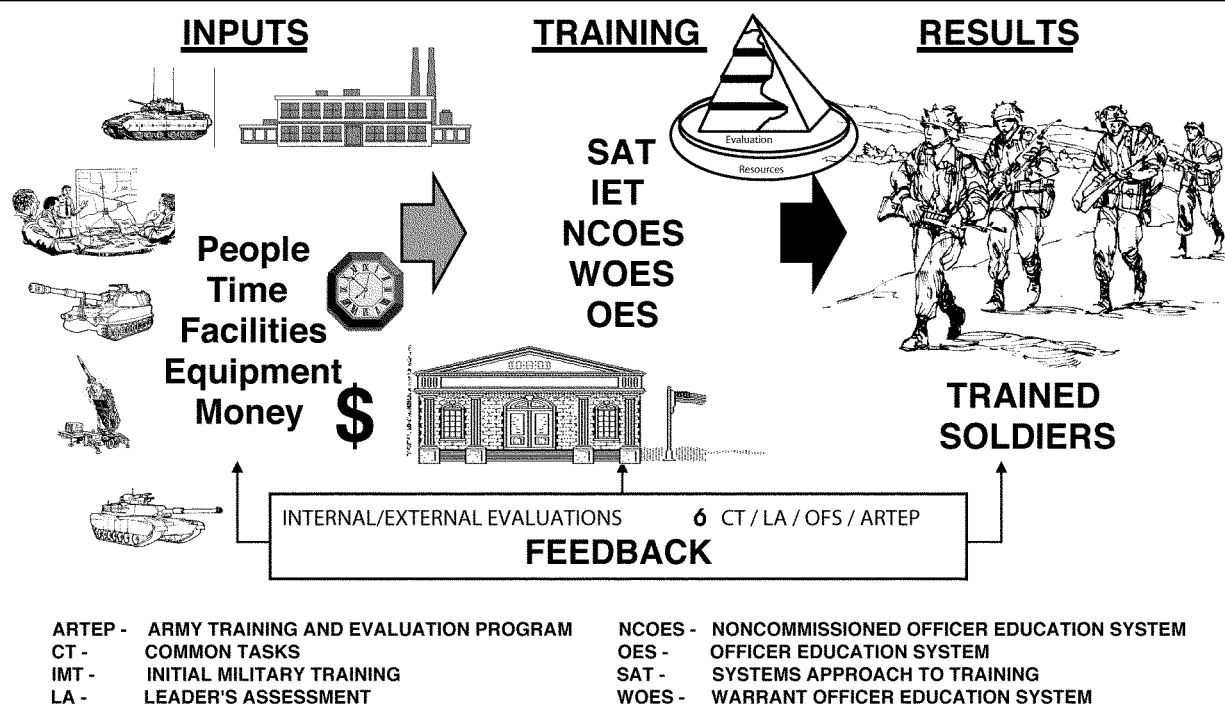 INPUTS
TRAINING
RESULTS
Evaluation
Resources
SAT
IET
NCOES
WOES
OES
People
Time
Facilities
Equipment
Money
$
TRAINED
SOLDIERS
INTERNAL/EXTERNAL EVALUATIONS 6 CT / LA / OFS / ARTEP
FEEDBACK
ARTEP - ARMY TRAINING AND EVALUATION PROGRAM
CT - COMMON TASKS
IMT - INITIAL MILITARY TRAINING
LA - LEADER'S ASSESSMENT
NCOES - NONCOMMISSIONED OFFICER EDUCATION SYSTEM
OES - OFFICER EDUCATION SYSTEM
SAT - SYSTEMS APPROACH TO TRAINING
WOES - WARRANT OFFICER EDUCATION SYSTEM